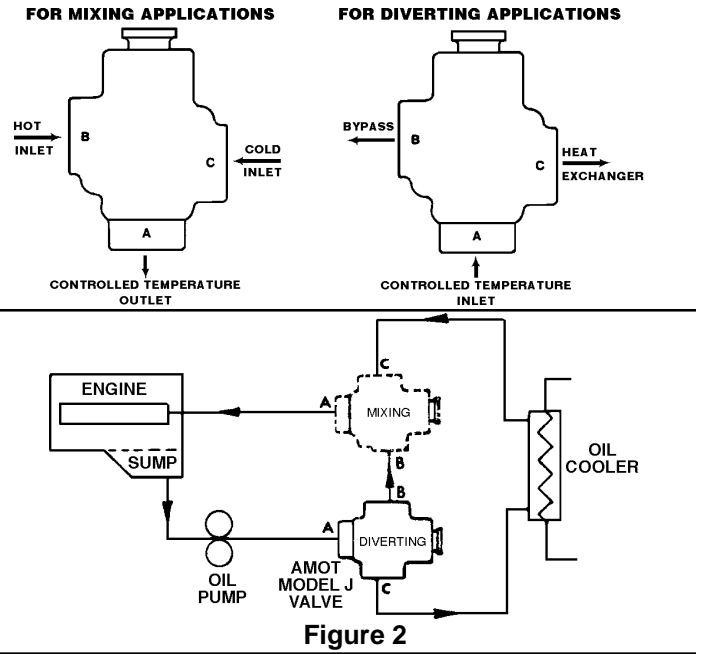 FOR MIXING APPLICATIONS
FOR DIVERTING APPLICATIONS
HOT
INLET
B
C
COLD
INLET
A
CONTROLLED TEMPERATURE
OUTLET
BYPASS
B
C
HEAT
EXCHANGER
A
CONTROLLED TEMPERATURE
INLET
ENGINE
SUMP
C
A
MIXING
B
B
A
DIVERTING
C
OIL
COOLER
OIL
PUMP
AMOT
MODEL J
VALVE
Figure 2